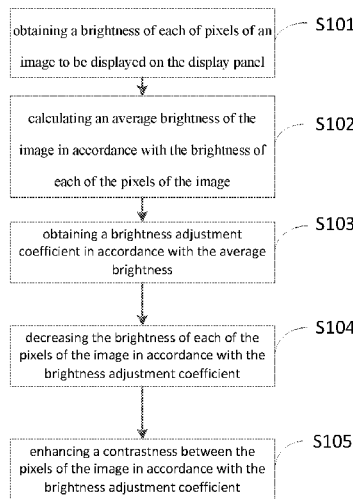 obtaining a brightness of each of pixels of an
image to be displayed on the display panel
S101
calculating an average brightness of the
image in accordance with the brightness of
each of the pixels of the image
S102
obtaining a brightness adjustment
coefficient in accordance with the average
brightness
S103
decreasing the brightness of each of the
pixels of the image in accordance with the
brightness adjustment coefficient
S104
enhancing a contrastness between the
pixels of the image in accordance with the
brightness adjustment coefficient
S105